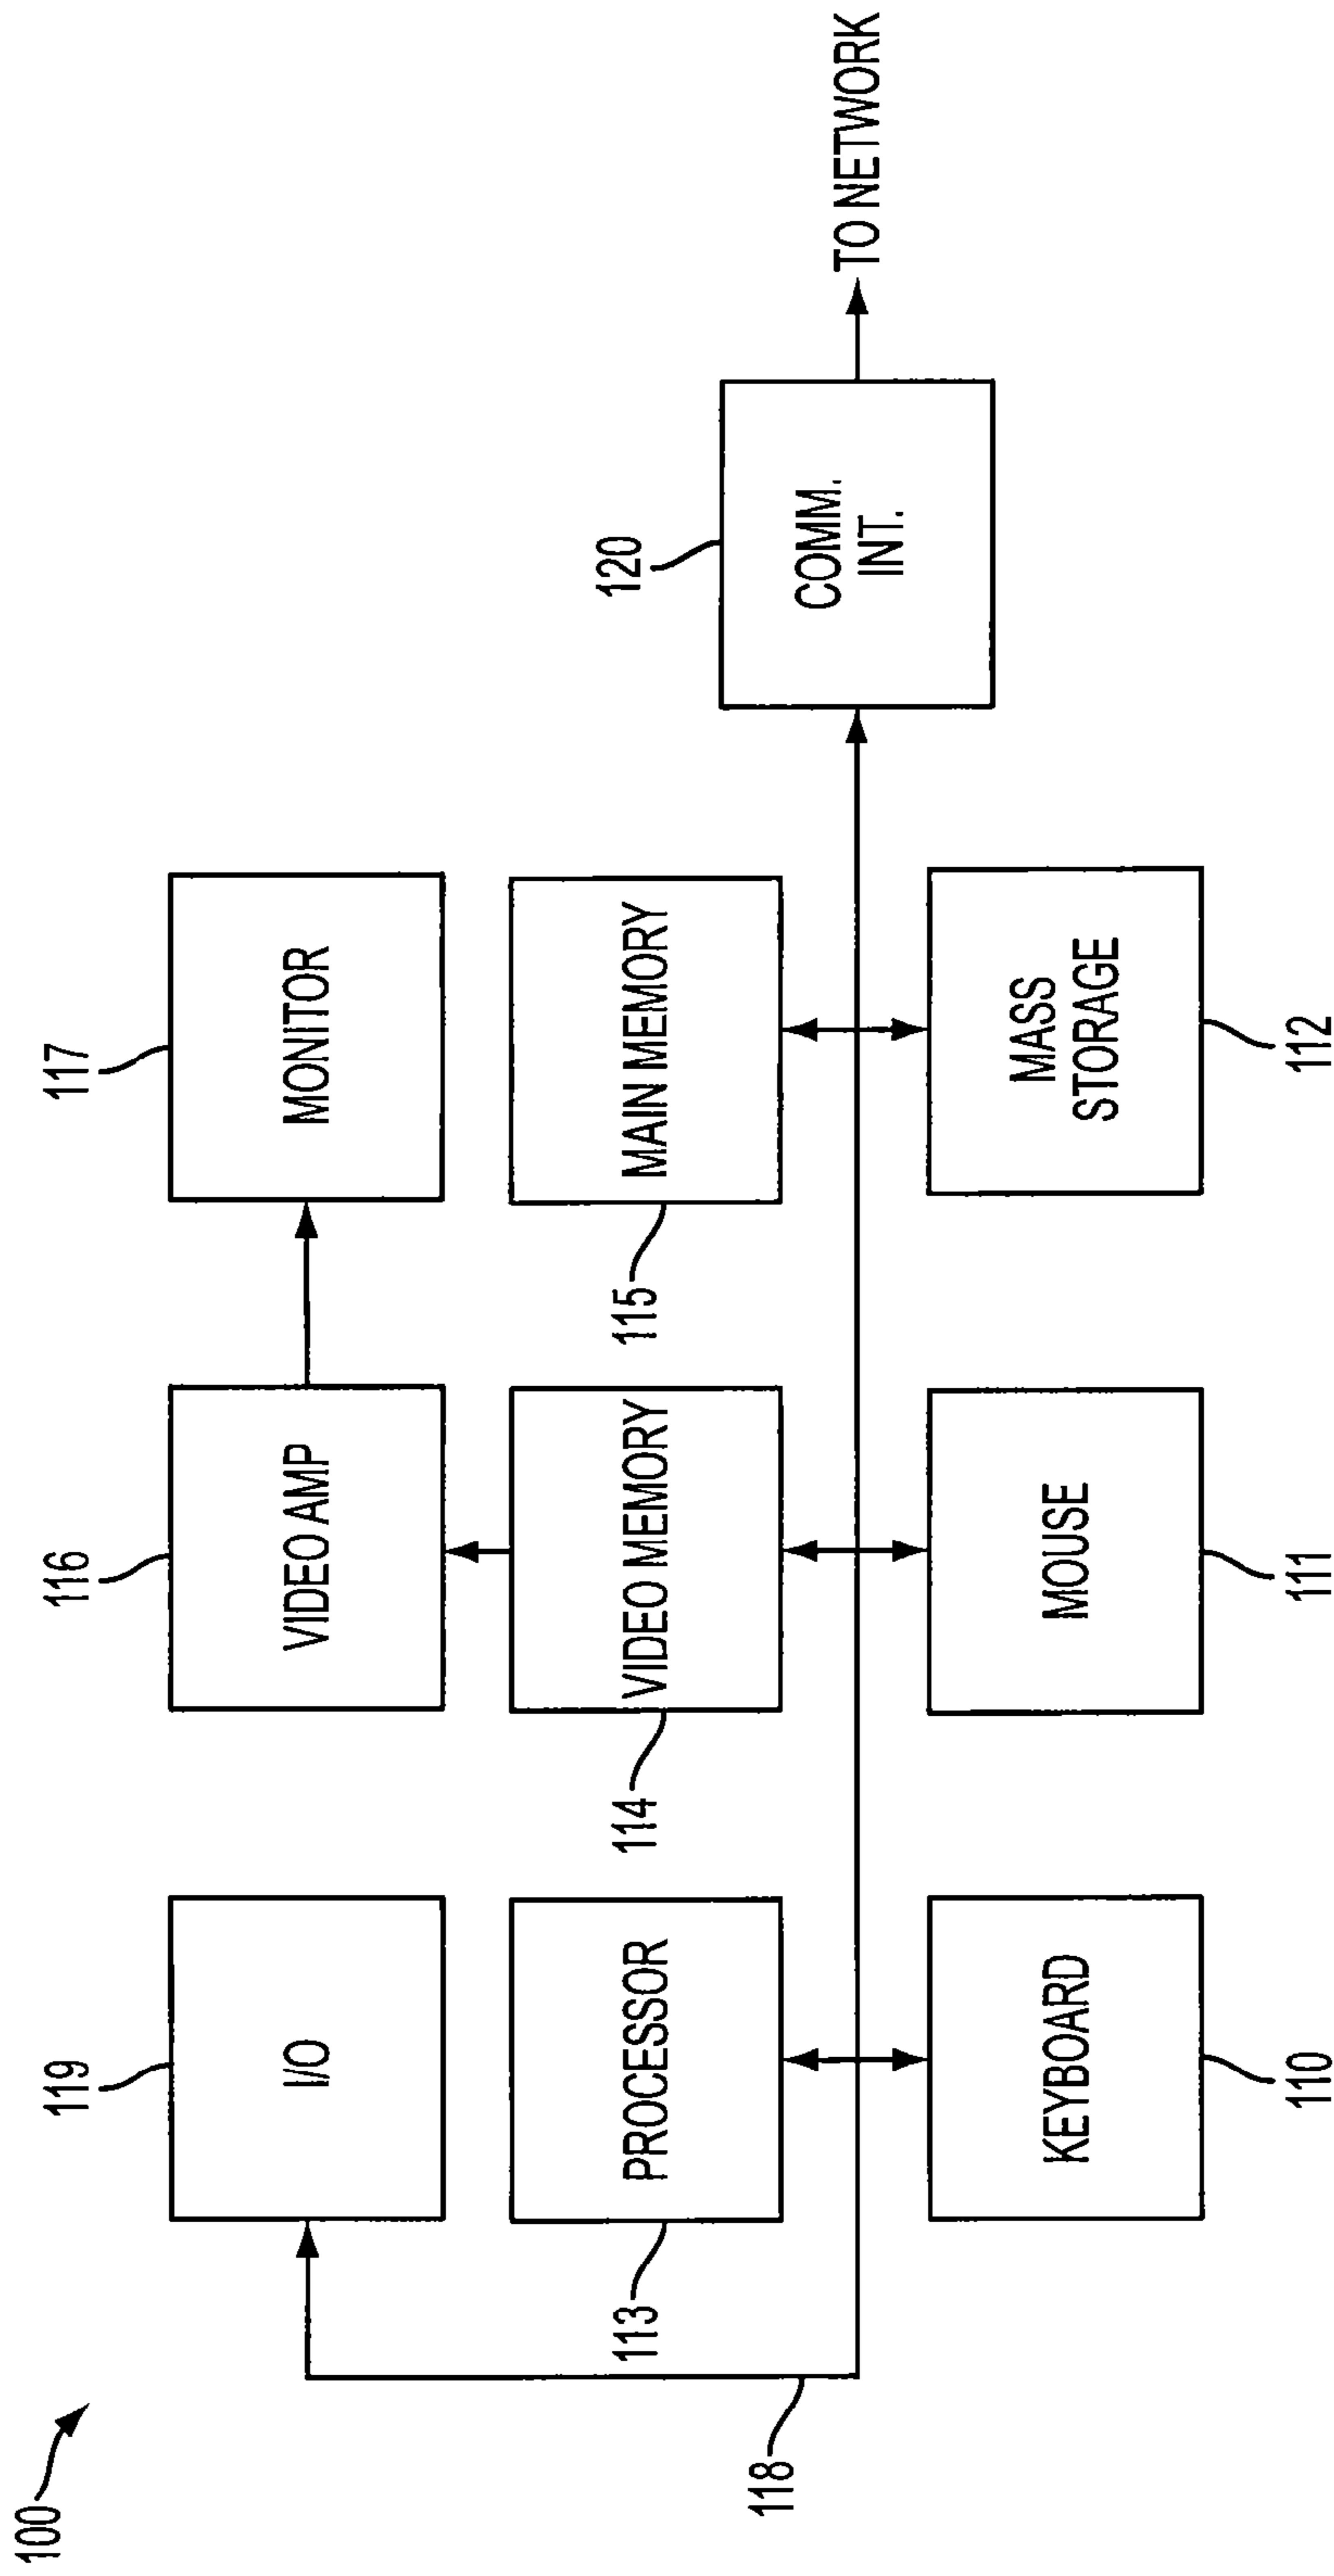 100
119
116
117
I/O
VIDEO AMP
MONITOR
PROCESSOR
VIDEO MEMORY
MAIN MEMORY
113
114
115
120
COMM.
INT.
TO NETWORK
118
KEYBOARD
MOUSE
MASS
STORAGE
110
111
112